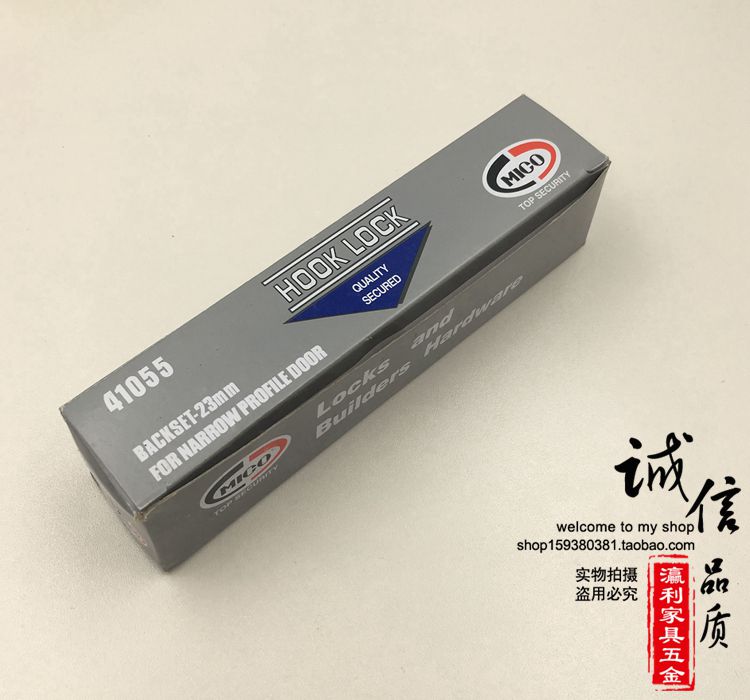 MICO
TOP SECURITY
HOOK LOCK
QUALITY
SECURED
41055
BACKSET-23mm
FOR NARROW PROFILE DOOR
Locks and
Builders Hardware
MICO
TOP SECURITY
诚信
品质
welcome to my shop
shop159380381.taobao.com
实物拍摄
盗用必究
瀛利家具五金